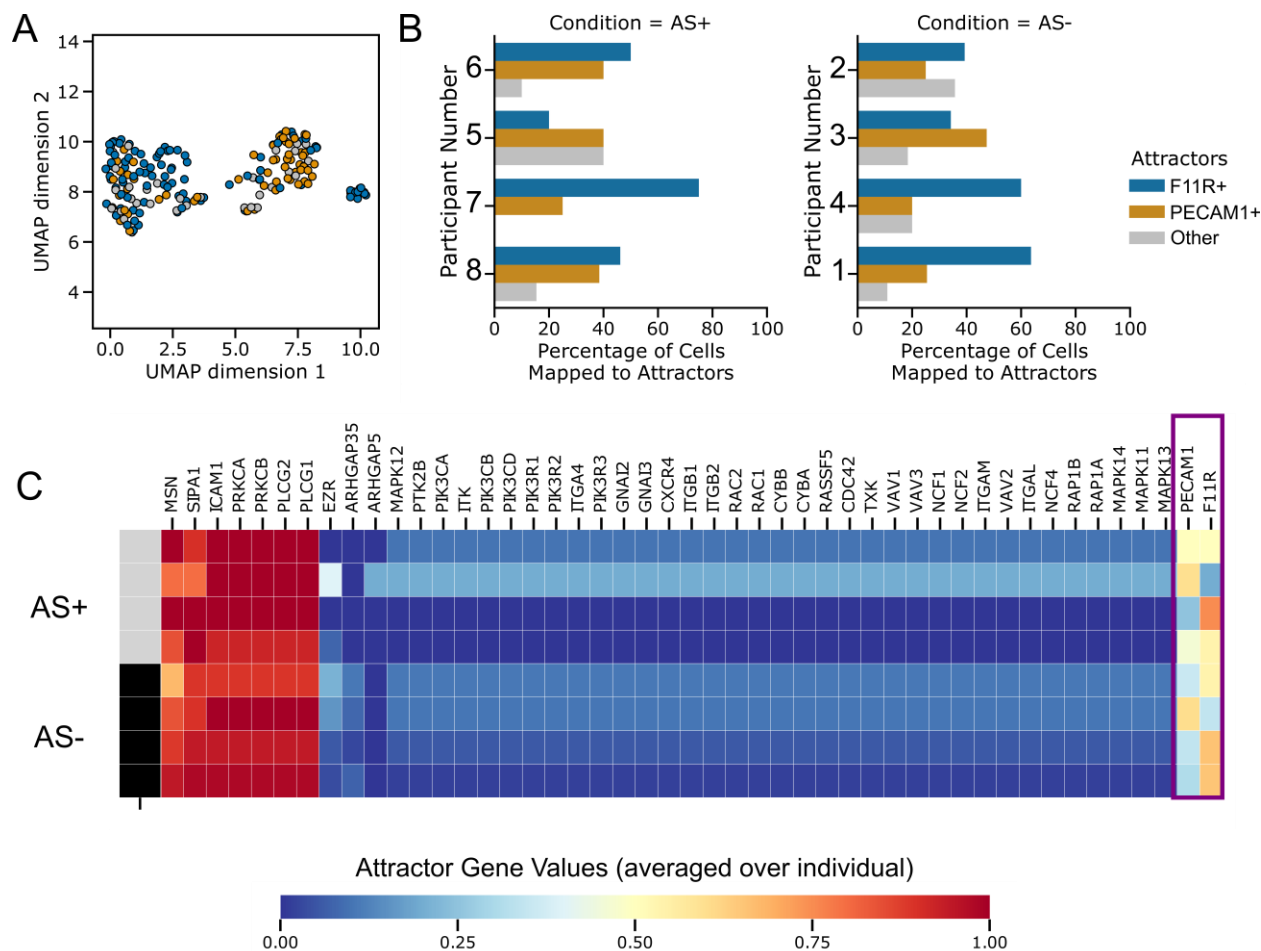 A
14
12
10
8
6
4
UMAP dimension 2
0.0 2.5 5.0 7.5 10.0
UMAP dimension 1
B
Condition = AS+
Participant Number
6
5
7
8
0 20 40 60 80 100
Percentage of Cells
Mapped to Attractors
Condition = AS-
Participant Number
2
3
4
1
0 20 40 60 80 100
Percentage of Cells
Mapped to Attractors
Attractors
F11R+
PECAM1+
Other
C
MSN
SIPA1
ICAM1
PRKCA
PRKCB
PLCG2
PLCG1
EZR
ARHGAP35
ARHGAP5
MAPK12
PTK2B
PIK3CA
ITK
PIK3CB
PIK3CD
PIK3R1
PIK3R2
ITGA4
PIK3R3
GNAI2
GNAI3
CXCR4
ITGB1
ITGB2
RAC2
RAC1
CYBB
CYBA
RASSF5
CDC42
TXK
VAV1
VAV3
NCF1
NCF2
ITGAM
VAV2
ITGAL
NCF4
RAP1B
RAP1A
MAPK14
MAPK11
MAPK13
PECAM1
F11R
AS+
AS-
Attractor Gene Values (averaged over individual)
0.00 0.25 0.50 0.75 1.00